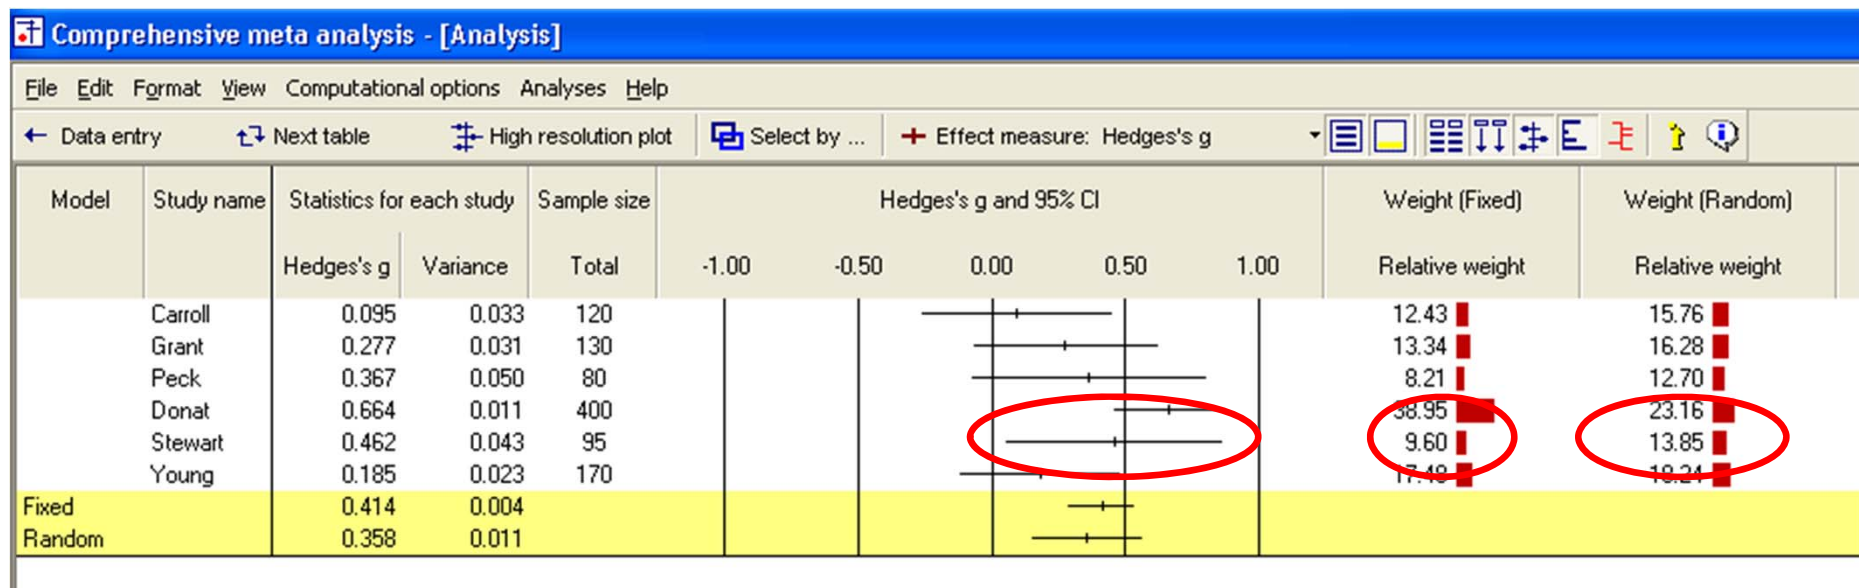 Comprehensive meta analysis - [Analysis]
File Edit Format View Computational options Analyses Help
Data entry Next table High resolution plot Select by ... Effect measure: Hedges's g
Model Study name Statistics for each study Sample size Hedges's g and 95% CI Weight (Fixed) Weight (Random)
Hedges's g Variance Total -1.00 -0.50 0.00 0.50 1.00 Relative weight Relative weight
Carroll 0.095 0.033 120 12.43 15.76
Grant 0.277 0.031 130 13.34 16.28
Peck 0.367 0.050 80 8.21 12.70
Donat 0.664 0.011 400 38.95 23.16
Stewart 0.462 0.043 95 9.60 13.85
Young 0.185 0.023 170 17.48 18.24
Fixed 0.414 0.004
Random 0.358 0.011